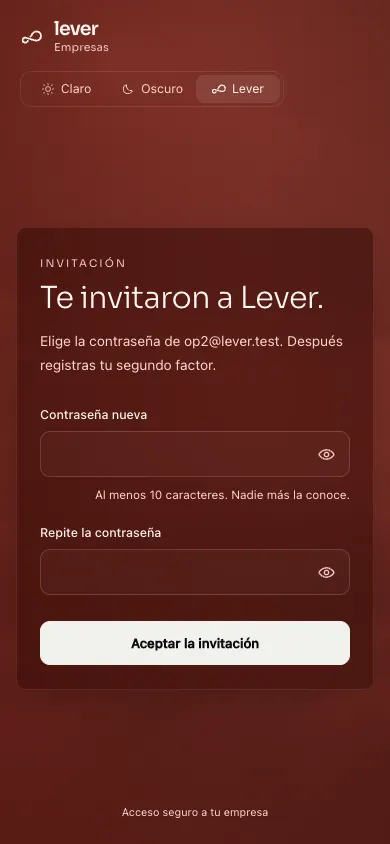 lever
Empresas
Claro
Oscuro
Lever
INVITACIÓN
Te invitaron a Lever.
Elige la contraseña de op2@lever.test. Después
registras tu segundo factor.
Contraseña nueva
Al menos 10 caracteres. Nadie más la conoce.
Repite la contraseña
Aceptar la invitación
Acceso seguro a tu empresa